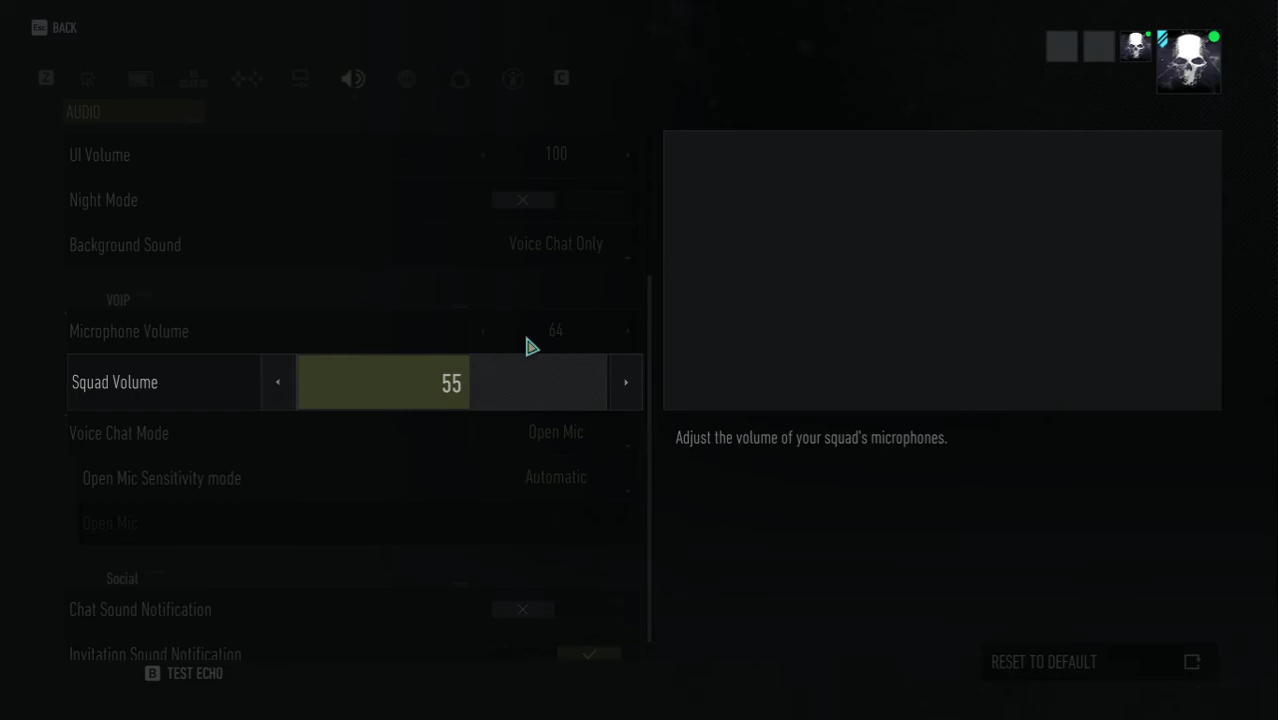 Esc BACK
Z C
AUDIO
UI Volume 100
Night Mode
Background Sound Voice Chat Only
VOIP
Microphone Volume 64
Squad Volume 55
Adjust the volume of your squad's microphones.
Voice Chat Mode Open Mic
Open Mic Sensitivity mode Automatic
Open Mic
Social
Chat Sound Notification
Invitation Sound Notification
B TEST ECHO
RESET TO DEFAULT